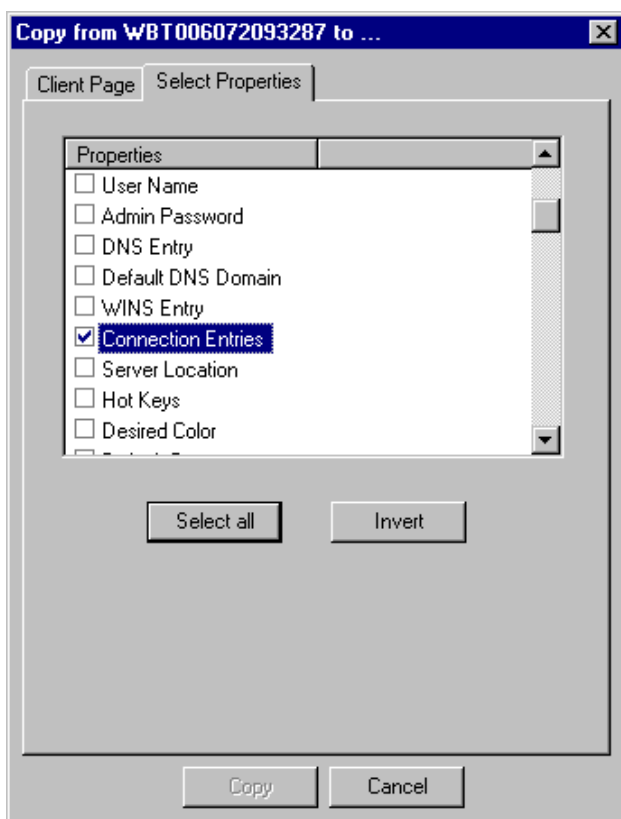 Copy from WBT006072093287 to ...
Client Page
Select Properties
Properties
User Name
Admin Password
DNS Entry
Default DNS Domain
WINS Entry
Connection Entries
Server Location
Hot Keys
Desired Color
Select all
Invert
Copy
Cancel